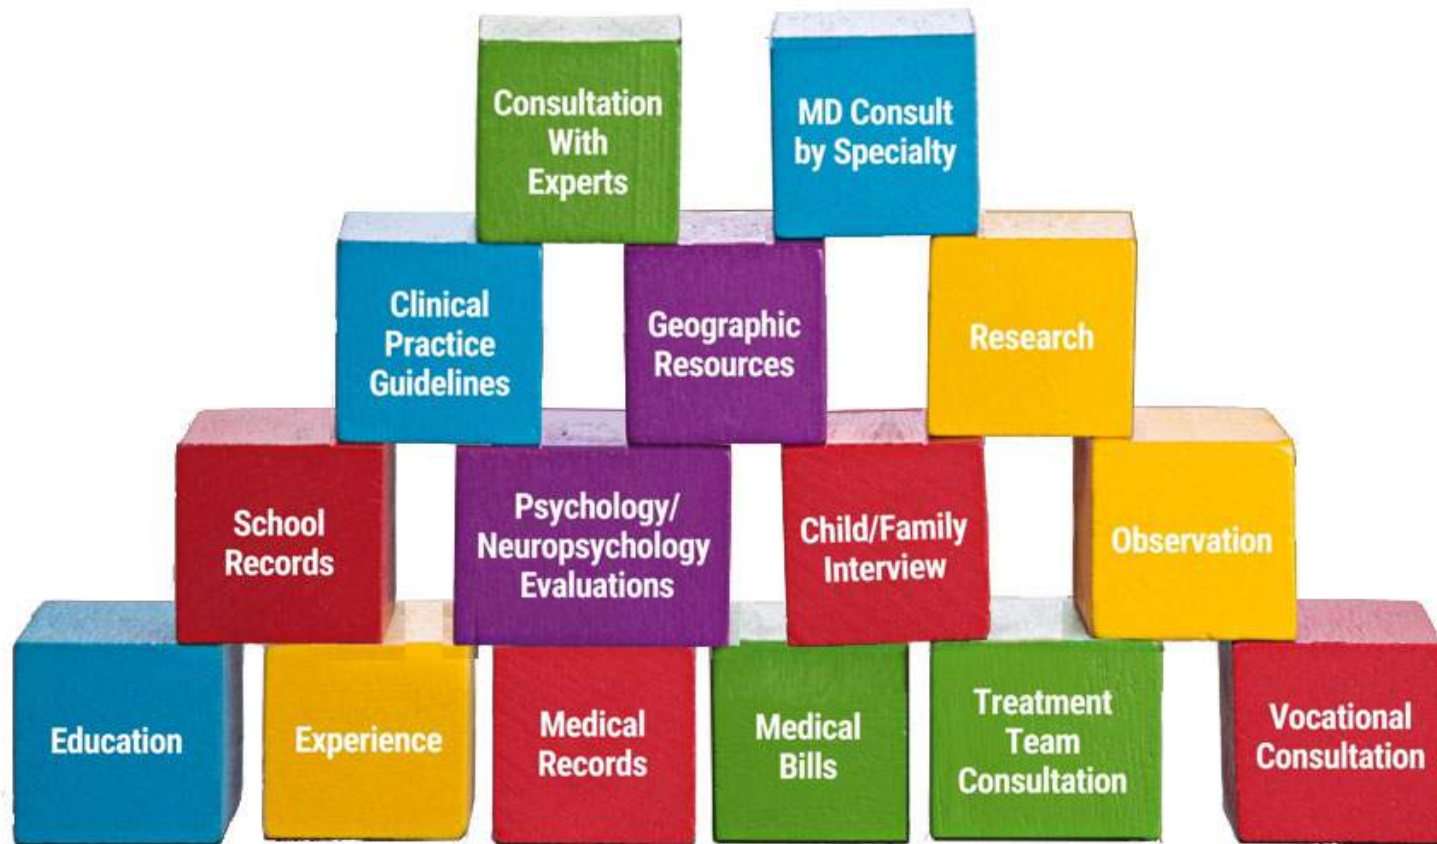 Consultation
With
Experts
MD Consult
by Specialty
Clinical
Practice
Guidelines
Geographic
Resources
Research
School
Records
Psychology/
Neuropsychology
Evaluations
Child/Family
Interview
Observation
Education
Experience
Medical
Records
Medical
Bills
Treatment
Team
Consultation
Vocational
Consultation